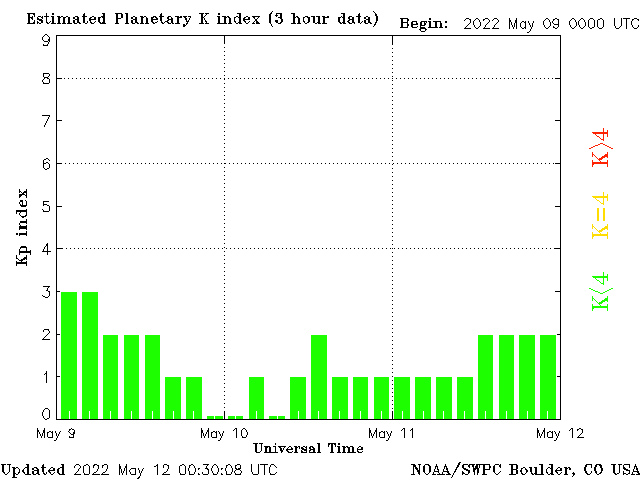 Estimated Planetary K index (3 hour data)
Begin: 2022 May 09 0000 UTC
9
8
7
6
5
4
3
2
1
0
Kp index
May 9
May 10
May 11
May 12
Universal Time
K>4
K=4
K<4
Updated 2022 May 12 00:30:08 UTC
NOAA/SWPC Boulder, CO USA